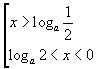 x > log_a 1/2
log_a 2 < x < 0